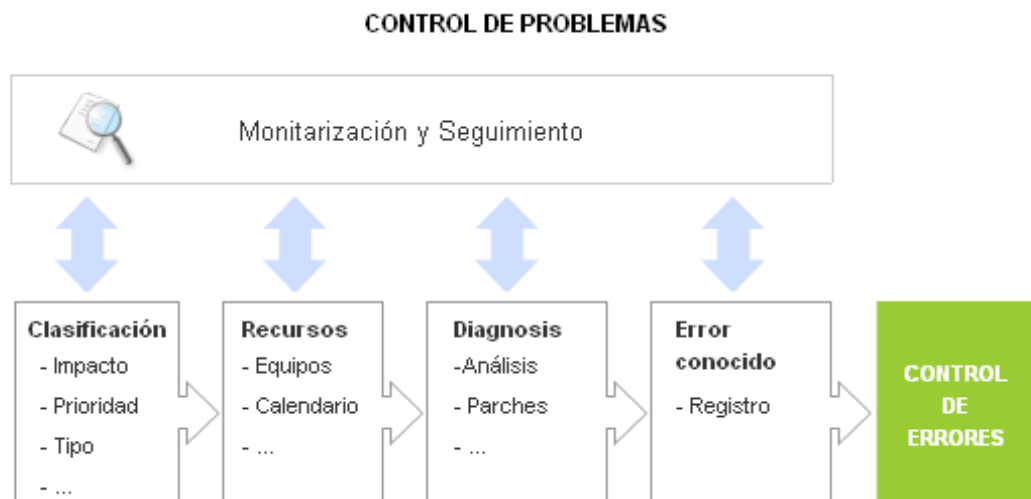 CONTROL DE PROBLEMAS
Monitarización y Seguimiento
Clasificación
- Impacto
- Prioridad
- Tipo
- ...
Recursos
- Equipos
- Calendario
- ...
Diagnosis
-Análisis
- Parches
- ...
Error
conocido
- Registro
CONTROL
DE
ERRORES